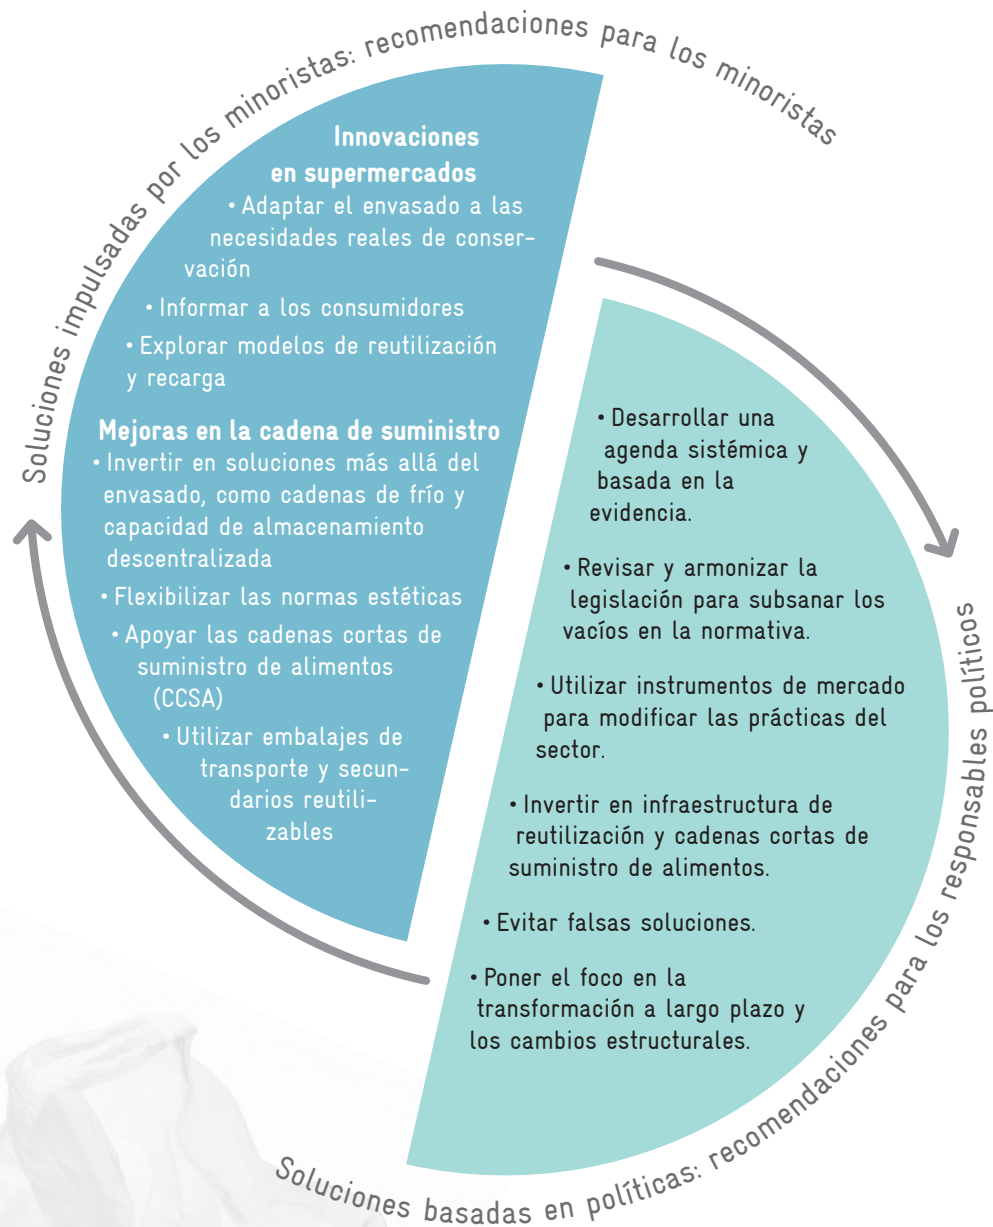 Soluciones impulsadas por los minoristas: recomendaciones para los minoristas
Innovaciones
en supermercados
• Adaptar el envasado a las
necesidades reales de conser-
vación
• Informar a los consumidores
• Explorar modelos de reutilización
y recarga
Mejoras en la cadena de suministro
• Invertir en soluciones más allá del
envasado, como cadenas de frío y
capacidad de almacenamiento
descentralizada
• Flexibilizar las normas estéticas
• Apoyar las cadenas cortas de
suministro de alimentos
(CCSA)
• Utilizar embalajes de
transporte y secun-
darios reutili-
zables
• Desarrollar una
agenda sistémica y
basada en la
evidencia.
• Revisar y armonizar la
legislación para subsanar los
vacíos en la normativa.
• Utilizar instrumentos de mercado
para modificar las prácticas del
sector.
• Invertir en infraestructura de
reutilización y cadenas cortas de
suministro de alimentos.
• Evitar falsas soluciones.
• Poner el foco en la
transformación a largo plazo y
los cambios estructurales.
Soluciones basadas en políticas: recomendaciones para los responsables políticos